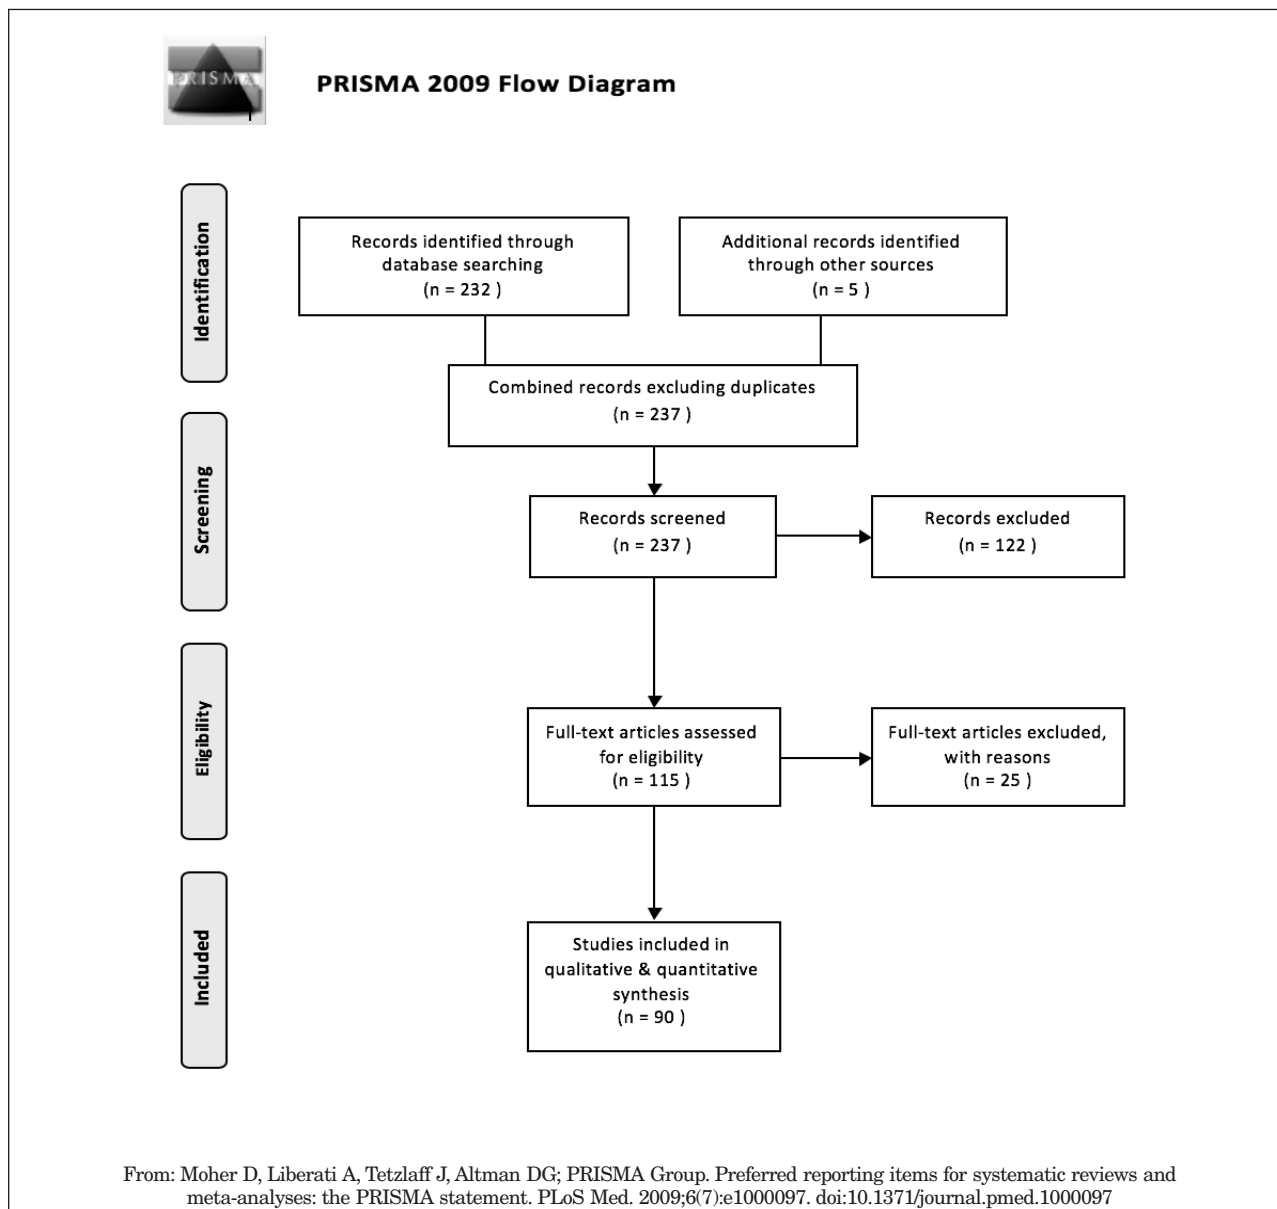 PRISMA
PRISMA 2009 Flow Diagram
Identification
Records identified through
database searching
(n = 232 )
Additional records identified
through other sources
(n = 5 )
Combined records excluding duplicates
(n = 237 )
Screening
Records screened
(n = 237 )
Records excluded
(n = 122 )
Eligibility
Full-text articles assessed
for eligibility
(n = 115 )
Full-text articles excluded,
with reasons
(n = 25 )
Included
Studies included in
qualitative & quantitative
synthesis
(n = 90 )
From: Moher D, Liberati A, Tetzlaff J, Altman DG; PRISMA Group. Preferred reporting items for systematic reviews and
meta-analyses: the PRISMA statement. PLoS Med. 2009;6(7):e1000097. doi:10.1371/journal.pmed.1000097